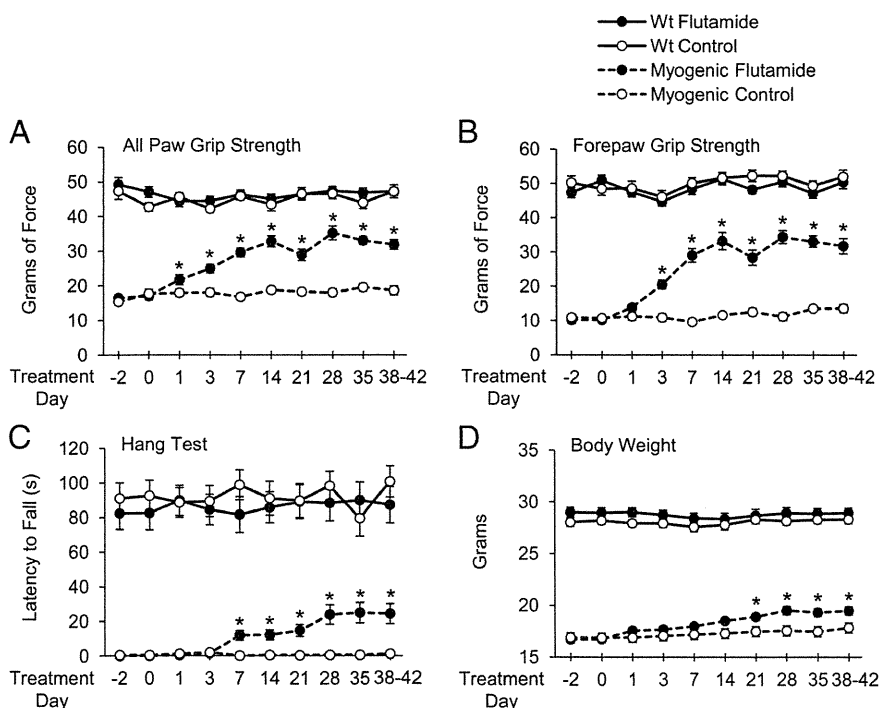 Wt Flutamide
Wt Control
Myogenic Flutamide
Myogenic Control
A
All Paw Grip Strength
Grams of Force
60
50
40
30
20
10
0
* * * * * * * *
Treatment Day
-2 0 1 3 7 14 21 28 35 38-42
B
Forepaw Grip Strength
Grams of Force
60
50
40
30
20
10
0
* * * * * * *
Treatment Day
-2 0 1 3 7 14 21 28 35 38-42
C
Hang Test
Latency to Fall (s)
120
100
80
60
40
20
0
* * * * * *
Treatment Day
-2 0 1 3 7 14 21 28 35 38-42
D
Body Weight
Grams
35
30
25
20
15
* * * *
Treatment Day
-2 0 1 3 7 14 21 28 35 38-42